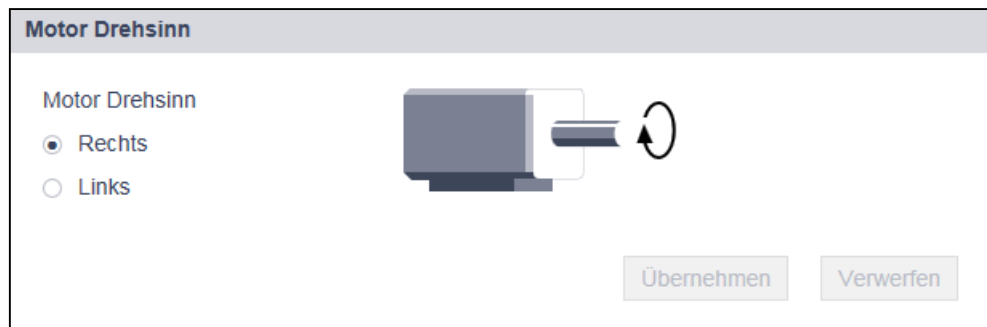 Motor Drehsinn
Motor Drehsinn
Rechts
Links
Übernehmen Verwerfen